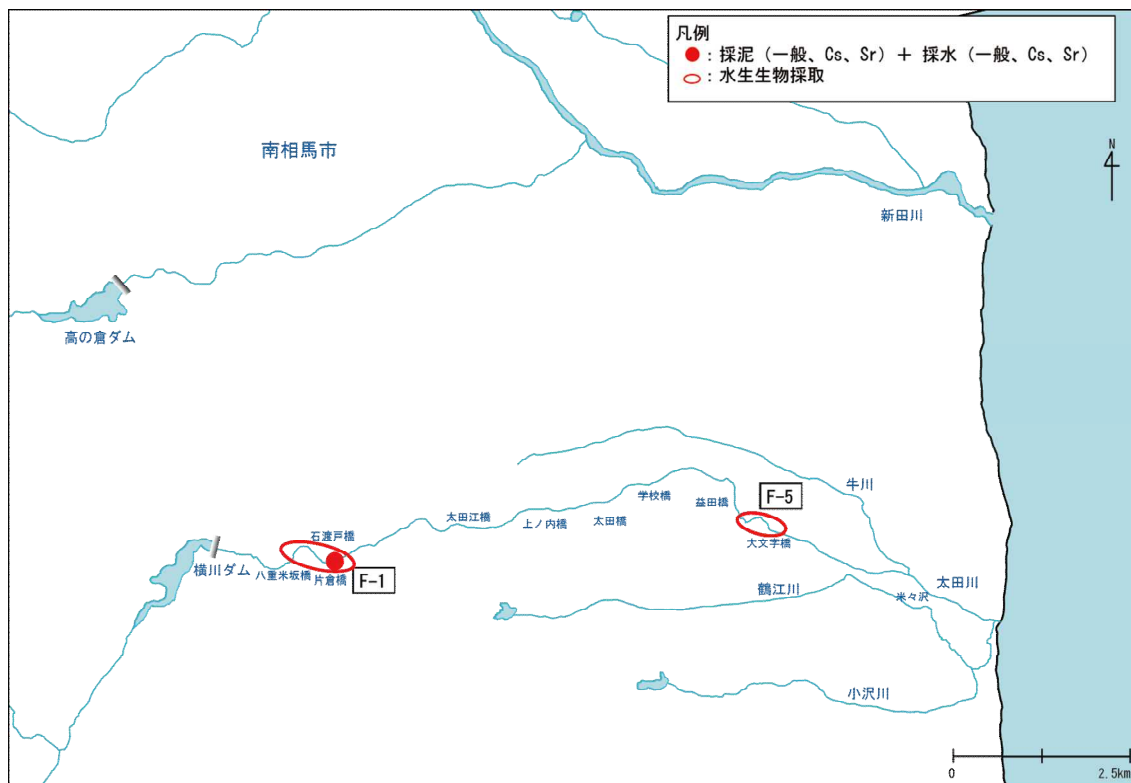 凡例
：採泥（一般、Cs、Sr）＋ 採水（一般、Cs、Sr）
：水生生物採取
南相馬市
N
新田川
高の倉ダム
牛川
学校橋
益田橋
F-5
太田江橋
上ノ内橋
太田橋
石渡戸橋
大文字橋
横川ダム
八重米坂橋
片倉橋
F-1
鶴江川
米々沢
太田川
小沢川
0
2.5km